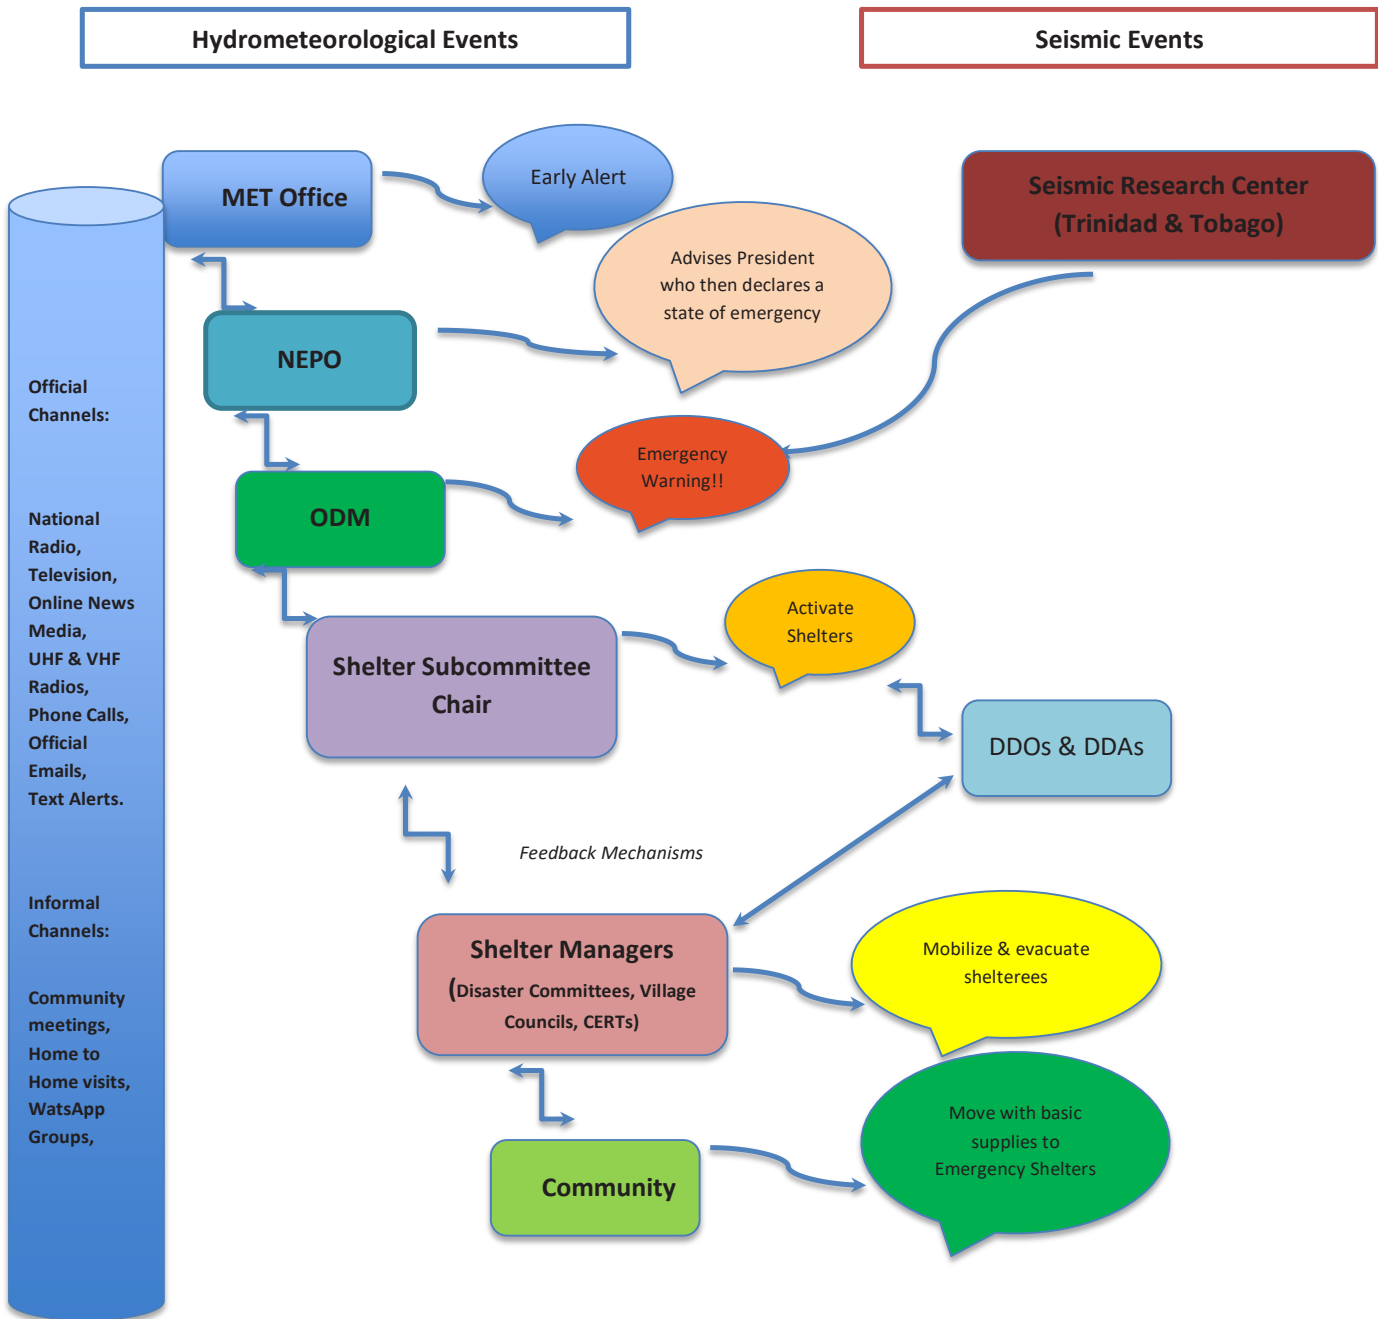 Hydrometeorological Events
Seismic Events
MET Office
Early Alert
Seismic Research Center
(Trinidad & Tobago)
Advises President
who then declares a
state of emergency
NEPO
Official
Channels:
National
Radio,
Television,
Online News
Media,
UHF & VHF
Radios,
Phone Calls,
Official
Emails,
Text Alerts.
Informal
Channels:
Community
meetings,
Home to
Home visits,
WatsApp
Groups,
Emergency
Warning!!
ODM
Activate
Shelters
Shelter Subcommittee
Chair
DDOs & DDAs
Feedback Mechanisms
Shelter Managers
(Disaster Committees, Village
Councils, CERTs)
Mobilize & evacuate
shelterees
Move with basic
supplies to
Emergency Shelters
Community